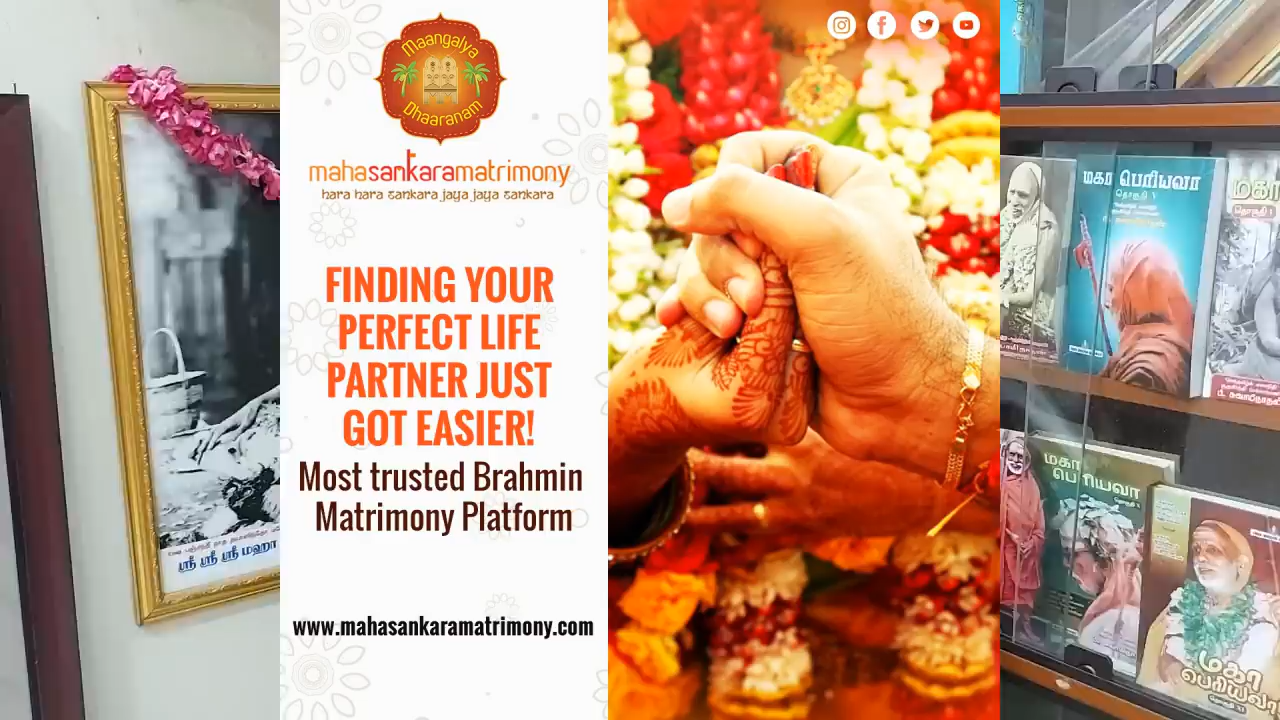 Maangalya
Dhaaranam
mahasankaramatrimony
hara hara sankara jaya jaya sankara
FINDING YOUR
PERFECT LIFE
PARTNER JUST
GOT EASIER!
Most trusted Brahmin
Matrimony Platform
www.mahasankaramatrimony.com
ஸ்ரீ ஸ்ரீ ஸ்ரீ மஹா
மகா பெரியவா
தொகுதி V
மகா
பெரியவா
மகா
பெரியவா